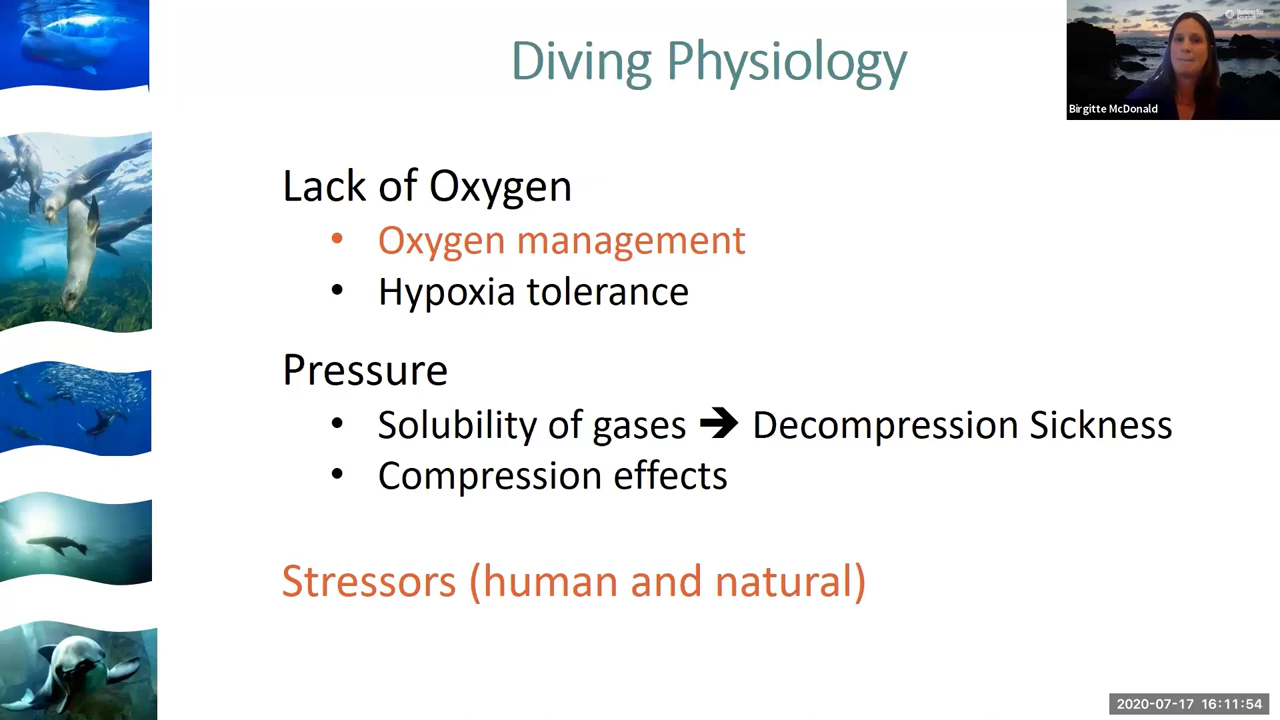 Diving Physiology
Birgitte McDonald
Lack of Oxygen
• Oxygen management
• Hypoxia tolerance
Pressure
• Solubility of gases ➔ Decompression Sickness
• Compression effects
Stressors (human and natural)
2020-07-17 16:11:54